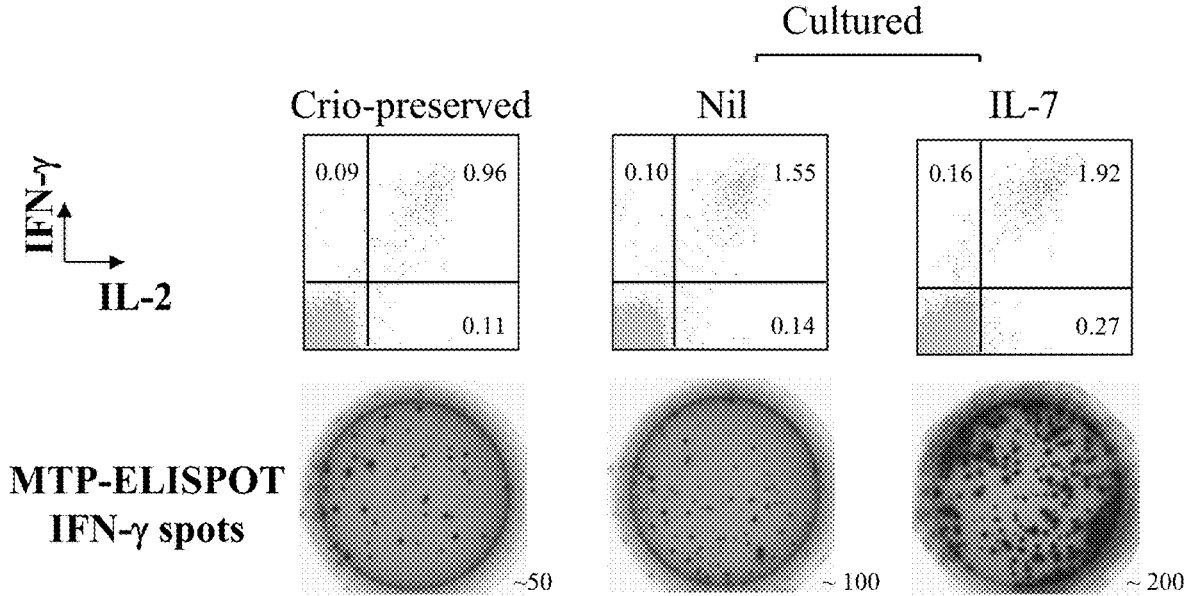 Cultured
Crio-preserved
Nil
IL-7
IFN-γ
IL-2
0.09
0.96
0.11
0.10
1.55
0.14
0.16
1.92
0.27
MTP-ELISPOT
IFN-γ spots
~50
~ 100
~ 200